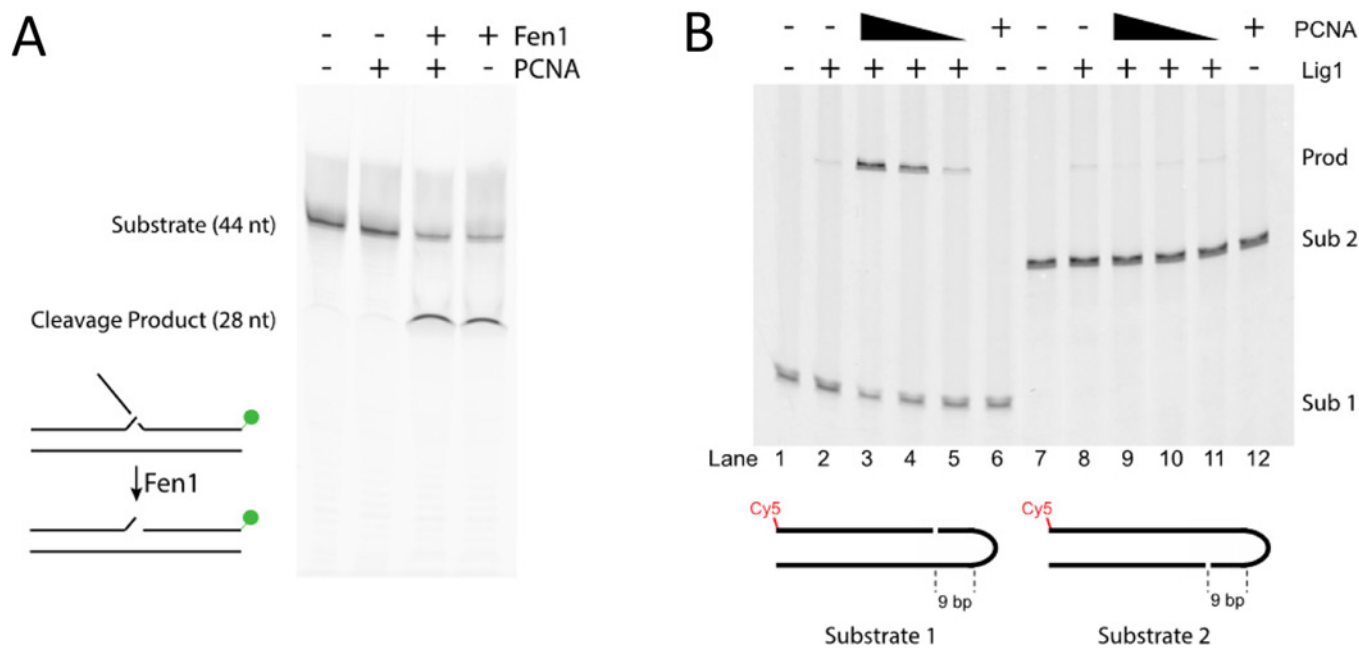 A
- - + + Fen1
- + + - PCNA
Substrate (44 nt)
Cleavage Product (28 nt)
Fen1
B
- - + - - + PCNA
- + + + + - - + + + + - Lig1
Prod
Sub 2
Sub 1
Lane 1 2 3 4 5 6 7 8 9 10 11 12
Cy5 Cy5
9 bp 9 bp
Substrate 1 Substrate 2